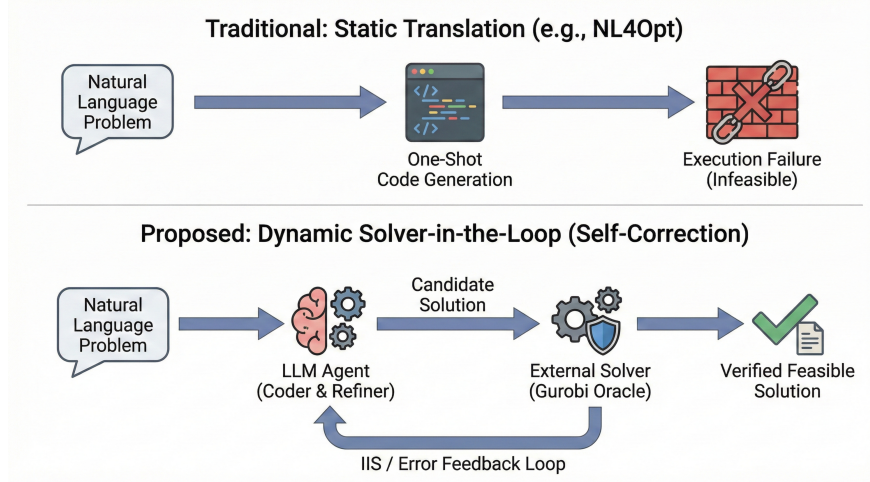 Traditional: Static Translation (e.g., NL4Opt)
Natural
Language
Problem
</>
</>
One-Shot
Code Generation
Execution Failure
(Infeasible)
Proposed: Dynamic Solver-in-the-Loop (Self-Correction)
Natural
Language
Problem
LLM Agent
(Coder & Refiner)
Candidate
Solution
External Solver
(Gurobi Oracle)
Verified Feasible
Solution
IIS / Error Feedback Loop